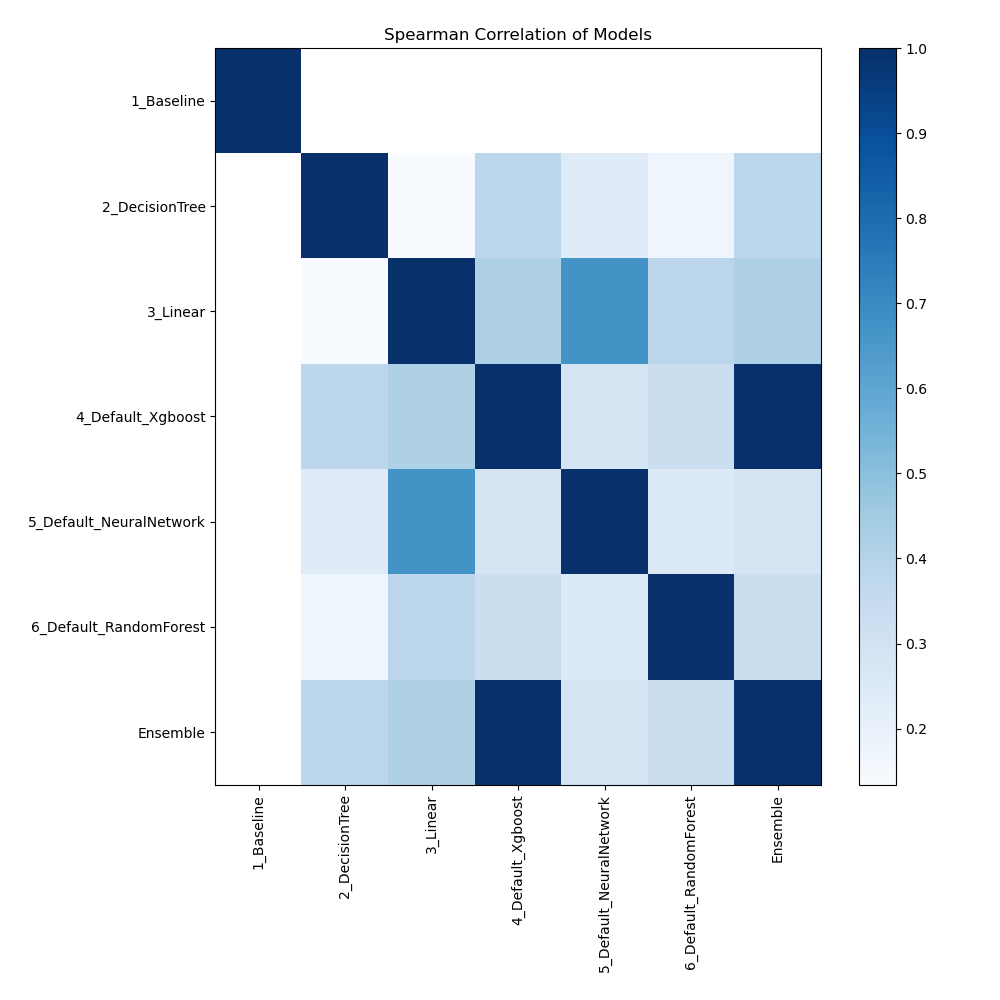 Spearman Correlation of Models
1_Baseline
2_DecisionTree
3_Linear
4_Default_Xgboost
5_Default_NeuralNetwork
6_Default_RandomForest
Ensemble
1_Baseline
2_DecisionTree
3_Linear
4_Default_Xgboost
5_Default_NeuralNetwork
6_Default_RandomForest
Ensemble
1.0
0.9
0.8
0.7
0.6
0.5
0.4
0.3
0.2